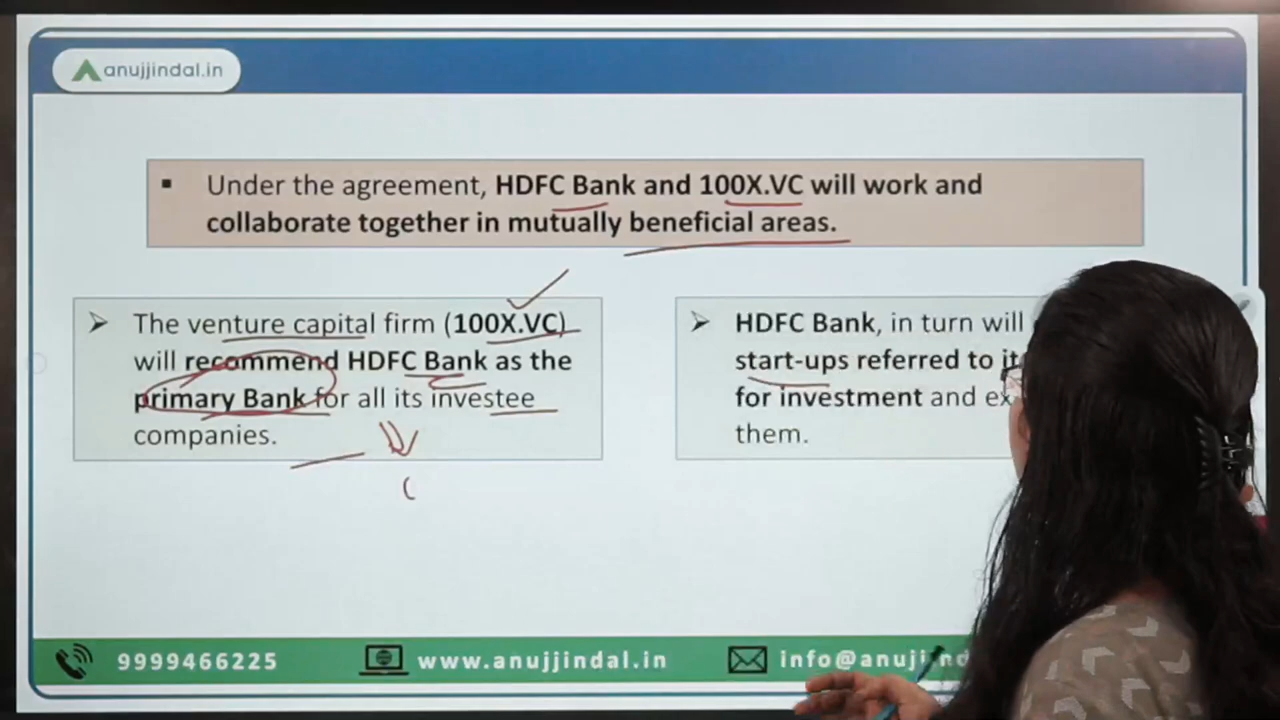 anujjindal.in
▪ Under the agreement, HDFC Bank and 100X.VC will work and
collaborate together in mutually beneficial areas.
➢ The venture capital firm (100X.VC)
will recommend HDFC Bank as the
primary Bank for all its investee
companies.
➢ HDFC Bank, in turn will
start-ups referred to it
for investment and
them.
9999466225
www.anujjindal.in